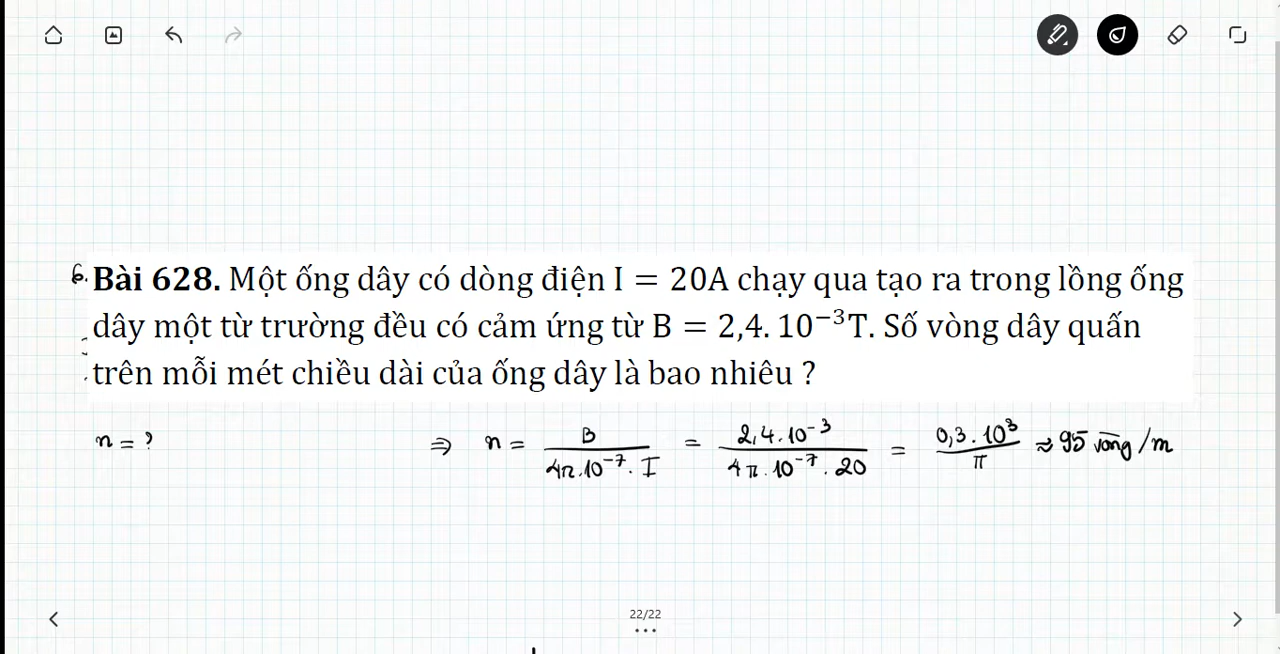 6. Bài 628. Một ống dây có dòng điện I = 20A chạy qua tạo ra trong lồng ống
dây một từ trường đều có cảm ứng từ B = 2,4. 10⁻³T. Số vòng dây quấn
trên mỗi mét chiều dài của ống dây là bao nhiêu ?
n = ? ⇒ n = B / 4π.10⁻⁷. I = 2,4.10⁻³ / 4π.10⁻⁷.20 = 0,3.10³ / π ≈ 95 vòng/m
22/22